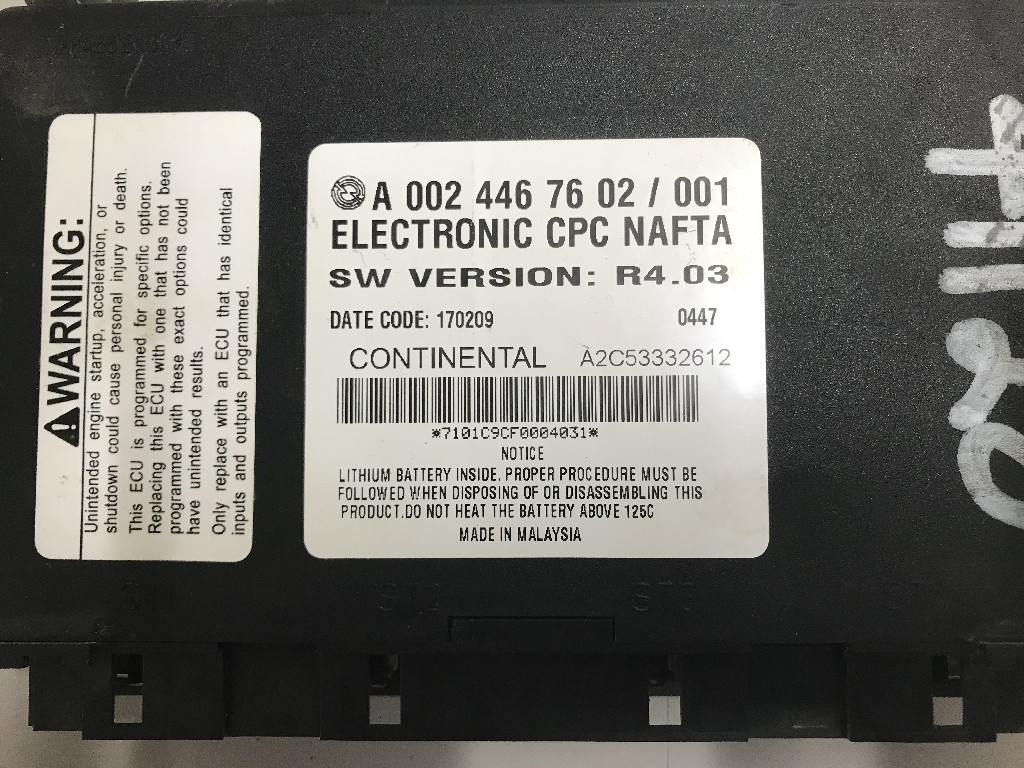 WARNING:
Unintended engine startup, acceleration, or
shutdown could cause personal injury or death.
This ECU is programmed for specific options.
Replacing this ECU with one that has not been
programmed with these exact options could
have unintended results.
Only replace with an ECU that has identical
inputs and outputs programmed.
A 002 446 76 02 / 001
ELECTRONIC CPC NAFTA
SW VERSION: R4.03
DATE CODE: 170209 0447
CONTINENTAL A2C53332612
*7101C9CF0004031*
NOTICE
LITHIUM BATTERY INSIDE. PROPER PROCEDURE MUST BE
FOLLOWED WHEN DISPOSING OF OR DISASSEMBLING THIS
PRODUCT.DO NOT HEAT THE BATTERY ABOVE 125C
MADE IN MALAYSIA